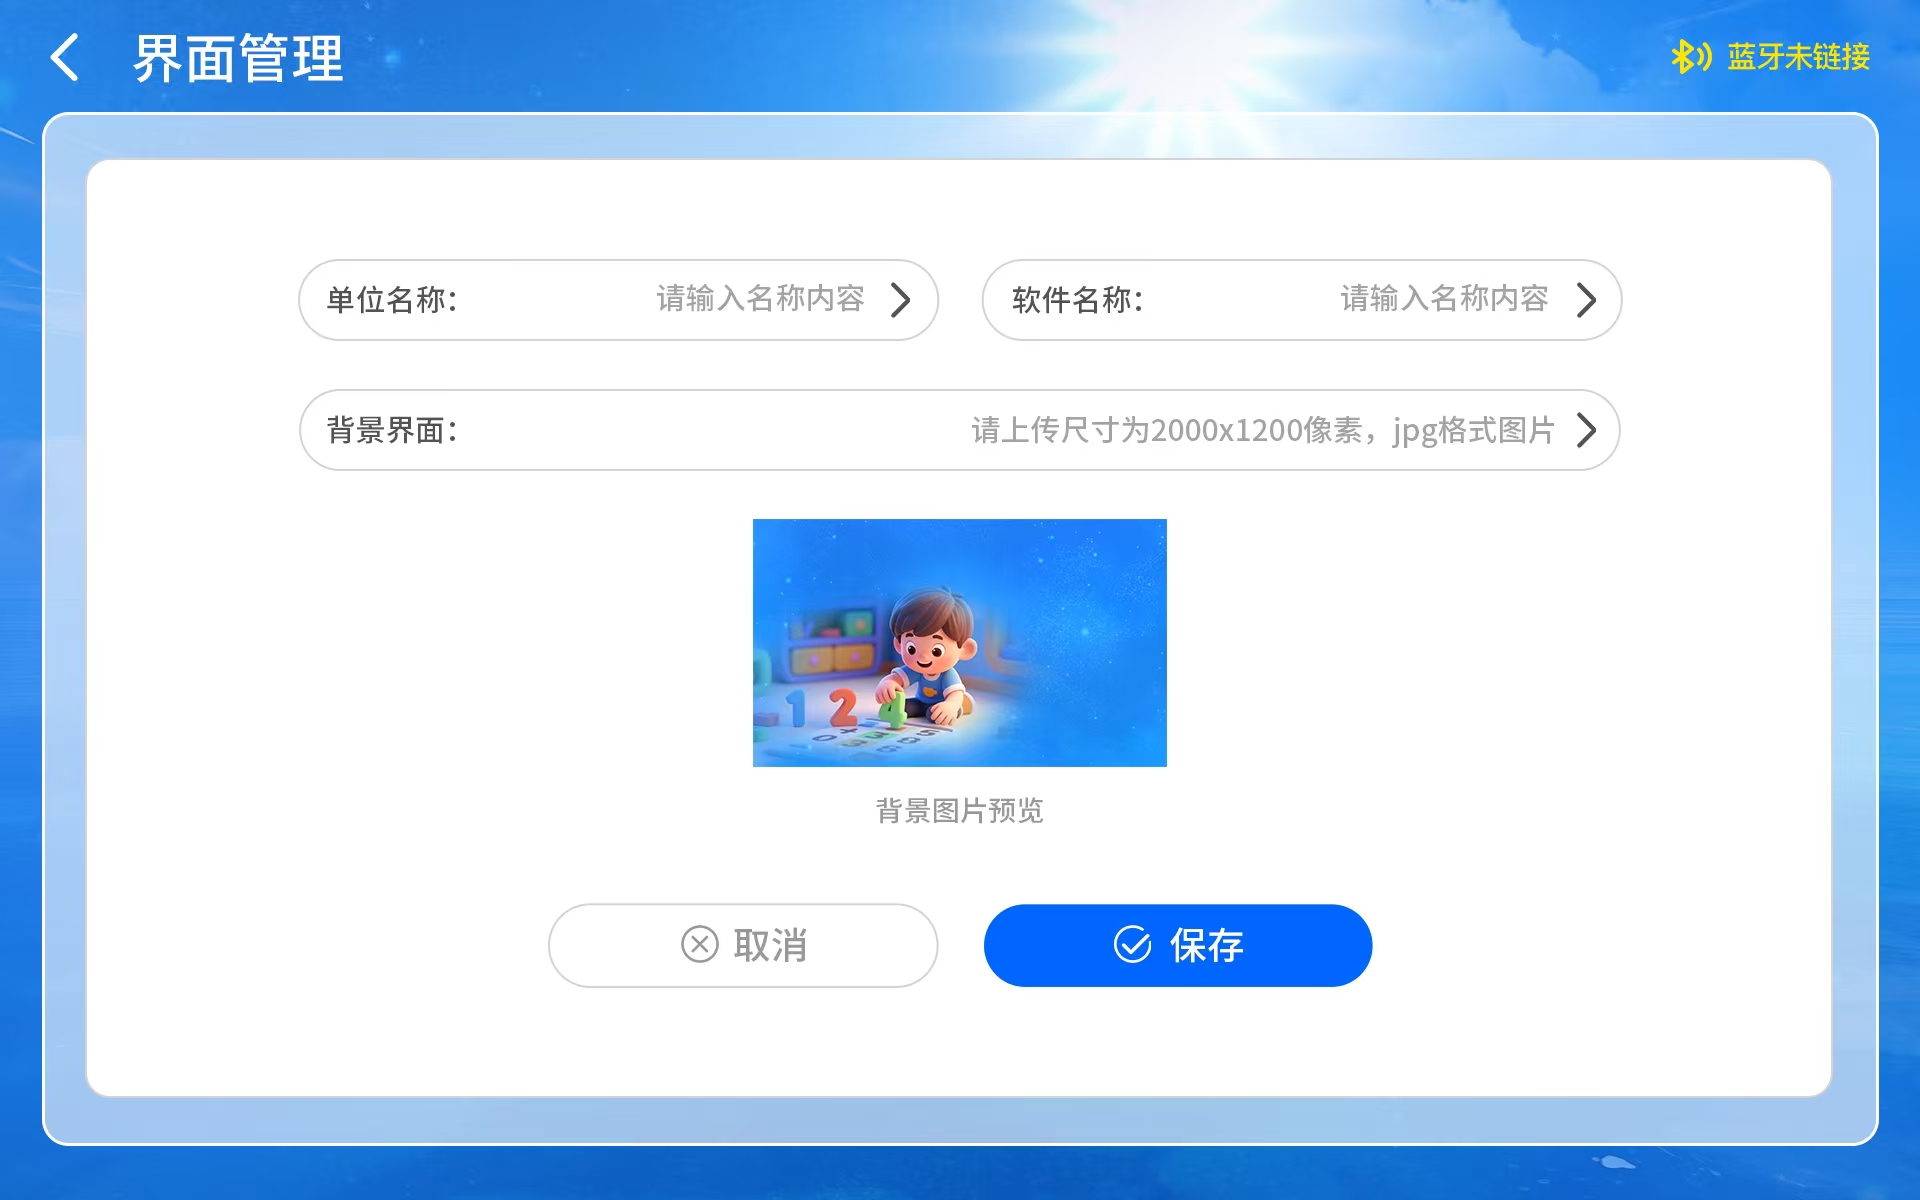 界面管理
蓝牙未链接
单位名称：
请输入名称内容
软件名称：
请输入名称内容
背景界面：
请上传尺寸为2000x1200像素，jpg格式图片
1 2 4
背景图片预览
取消
保存